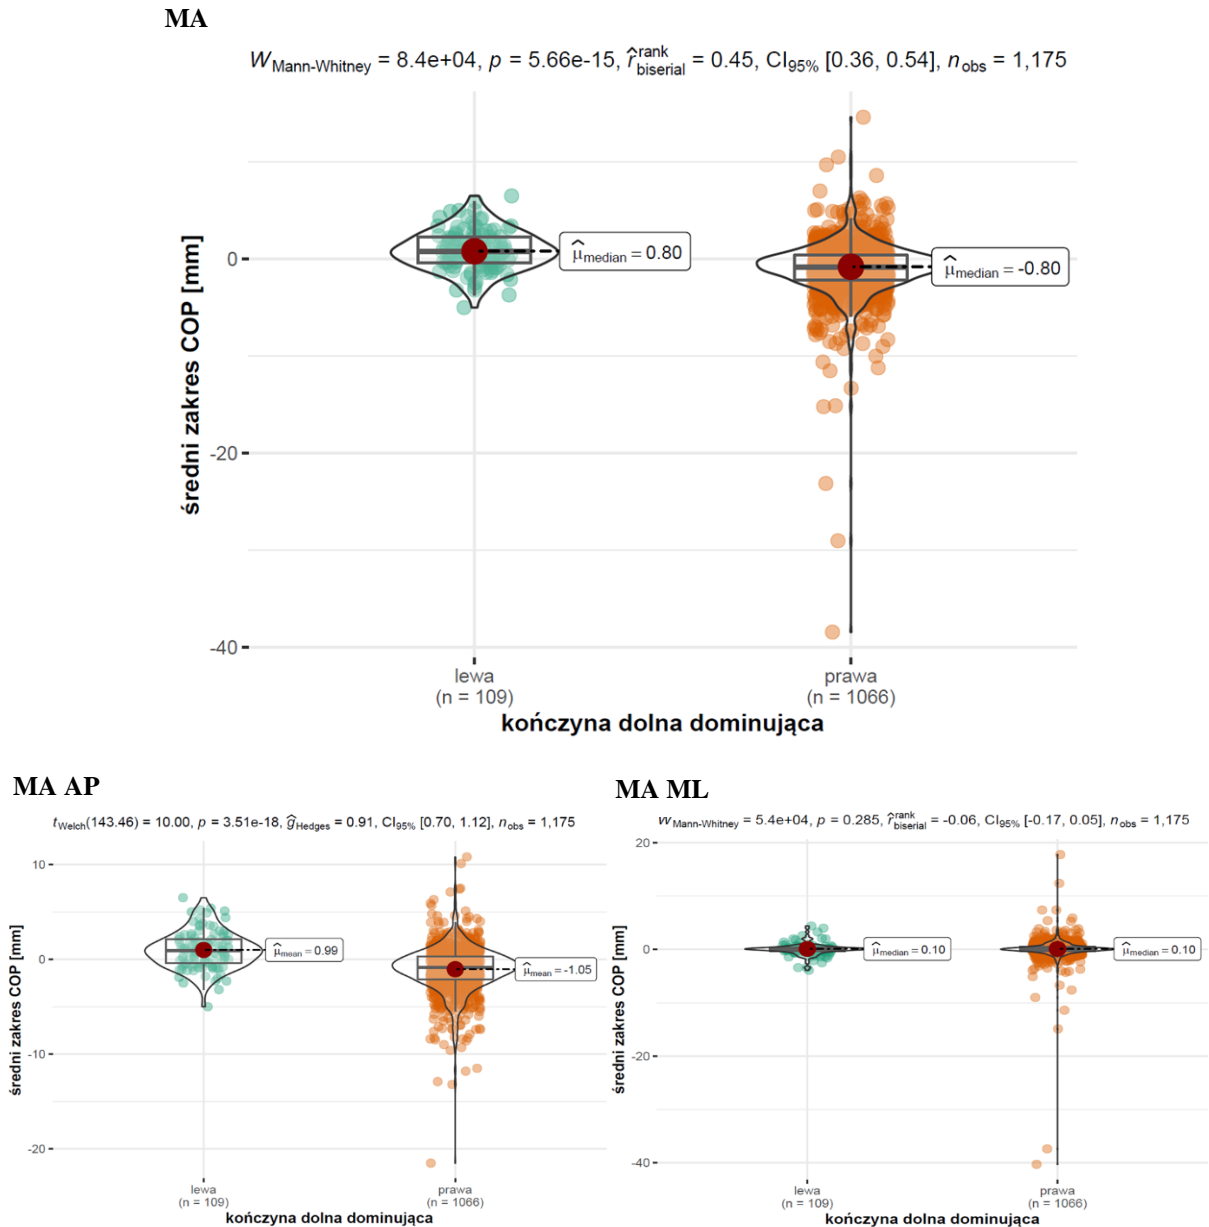 MA
W Mann-Whitney = 8.4e+04, p = 5.66e-15, r̂ rank biserial = 0.45, CI95% [0.36, 0.54], nobs = 1,175
średni zakres COP [mm]
0
-20
-40
μ̂median = 0.80
μ̂median = -0.80
lewa
(n = 109)
prawa
(n = 1066)
kończyna dolna dominująca
MA AP
tWelch(143.46) = 10.00, p = 3.51e-18, ĝHedges = 0.91, CI95% [0.70, 1.12], nobs = 1,175
średni zakres COP [mm]
10
0
-10
-20
μ̂mean = 0.99
μ̂mean = -1.05
lewa
(n = 109)
prawa
(n = 1066)
kończyna dolna dominująca
MA ML
W Mann-Whitney = 5.4e+04, p = 0.285, r̂ rank biserial = -0.06, CI95% [-0.17, 0.05], nobs = 1,175
średni zakres COP [mm]
20
0
-20
-40
μ̂median = 0.10
μ̂median = 0.10
lewa
(n = 109)
prawa
(n = 1066)
kończyna dolna dominująca